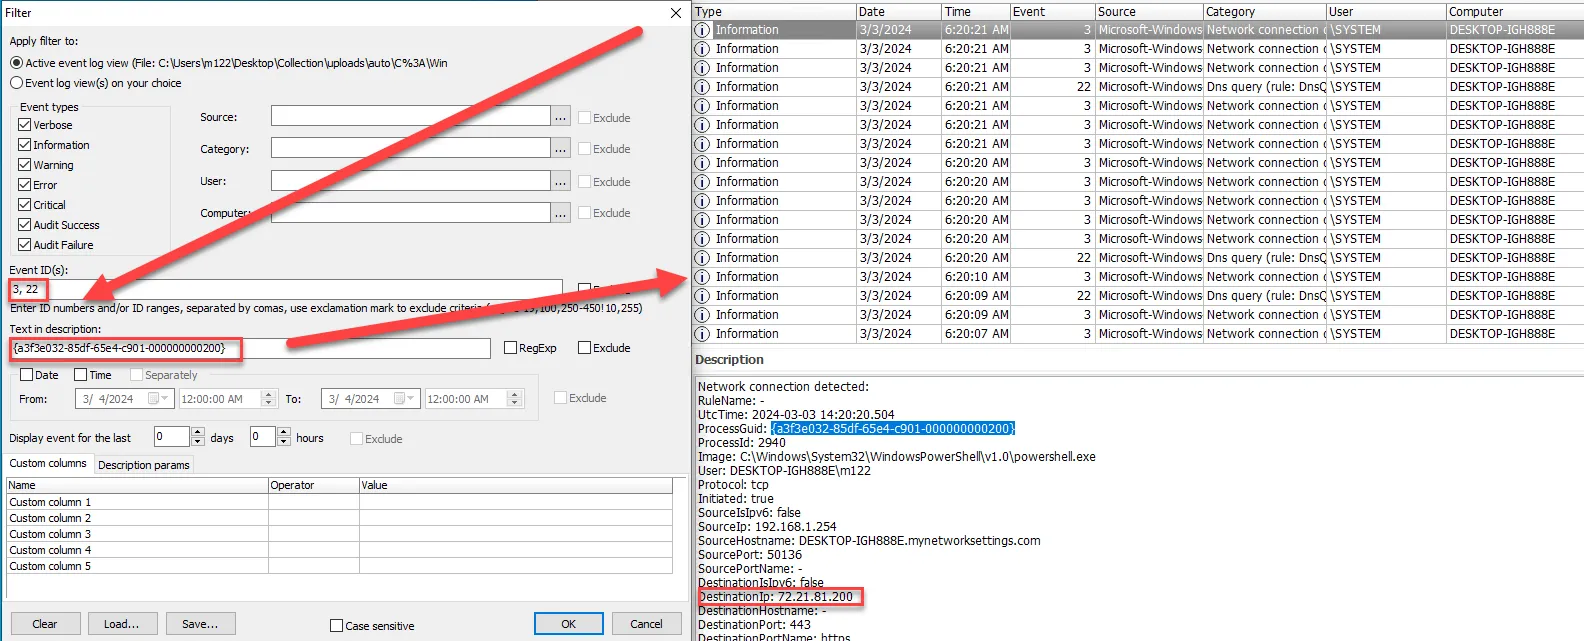 Filter
Apply filter to:
Active event log view (File: C:\Users\m122\Desktop\Collection\uploads\auto\C%3A\Win
Event log view(s) on your choice
Event types
Verbose
Information
Warning
Error
Critical
Audit Success
Audit Failure
Source: ... Exclude
Category: ... Exclude
User: ... Exclude
Computer: ... Exclude
Event ID(s):
3, 22
Enter ID numbers and/or ID ranges, separated by comas, use exclamation mark to exclude criteria 19,100,250-450!10,255)
Text in description:
{a3f3e032-85df-65e4-c901-000000000200} RegExp Exclude
Date Time Separately
From: 3/ 4/2024 12:00:00 AM To: 3/ 4/2024 12:00:00 AM Exclude
Display event for the last 0 days 0 hours Exclude
Custom columns Description params
Name Operator Value
Custom column 1
Custom column 2
Custom column 3
Custom column 4
Custom column 5
Clear Load... Save... Case sensitive OK Cancel
Type Date Time Event Source Category User Computer
Information 3/3/2024 6:20:21 AM 3 Microsoft-Windows Network connection c \SYSTEM DESKTOP-IGH888E
Information 3/3/2024 6:20:21 AM 3 Microsoft-Windows Network connection c \SYSTEM DESKTOP-IGH888E
Information 3/3/2024 6:20:21 AM 3 Microsoft-Windows Network connection c \SYSTEM DESKTOP-IGH888E
Information 3/3/2024 6:20:21 AM 22 Microsoft-Windows Dns query (rule: DnsQ \SYSTEM DESKTOP-IGH888E
Information 3/3/2024 6:20:21 AM 3 Microsoft-Windows Network connection c \SYSTEM DESKTOP-IGH888E
Information 3/3/2024 6:20:21 AM 3 Microsoft-Windows Network connection c \SYSTEM DESKTOP-IGH888E
Information 3/3/2024 6:20:21 AM 3 Microsoft-Windows Network connection c \SYSTEM DESKTOP-IGH888E
Information 3/3/2024 6:20:20 AM 3 Microsoft-Windows Network connection c \SYSTEM DESKTOP-IGH888E
Information 3/3/2024 6:20:20 AM 3 Microsoft-Windows Network connection c \SYSTEM DESKTOP-IGH888E
Information 3/3/2024 6:20:20 AM 3 Microsoft-Windows Network connection c \SYSTEM DESKTOP-IGH888E
Information 3/3/2024 6:20:20 AM 3 Microsoft-Windows Network connection c \SYSTEM DESKTOP-IGH888E
Information 3/3/2024 6:20:20 AM 3 Microsoft-Windows Network connection c \SYSTEM DESKTOP-IGH888E
Information 3/3/2024 6:20:20 AM 22 Microsoft-Windows Dns query (rule: DnsQ \SYSTEM DESKTOP-IGH888E
Information 3/3/2024 6:20:10 AM 3 Microsoft-Windows Network connection c \SYSTEM DESKTOP-IGH888E
Information 3/3/2024 6:20:09 AM 22 Microsoft-Windows Dns query (rule: DnsQ \SYSTEM DESKTOP-IGH888E
Information 3/3/2024 6:20:09 AM 3 Microsoft-Windows Network connection c \SYSTEM DESKTOP-IGH888E
Information 3/3/2024 6:20:07 AM 3 Microsoft-Windows Network connection c \SYSTEM DESKTOP-IGH888E
Description
Network connection detected:
RuleName: -
UtcTime: 2024-03-03 14:20:20.504
ProcessGuid: {a3f3e032-85df-65e4-c901-000000000200}
ProcessId: 2940
Image: C:\Windows\System32\WindowsPowerShell\v1.0\powershell.exe
User: DESKTOP-IGH888E\m122
Protocol: tcp
Initiated: true
SourceIsIpv6: false
SourceIp: 192.168.1.254
SourceHostname: DESKTOP-IGH888E.mynetworksettings.com
SourcePort: 50136
SourcePortName: -
DestinationIsIpv6: false
DestinationIp: 72.21.81.200
DestinationHostname: -
DestinationPort: 443
DestinationPortName: https